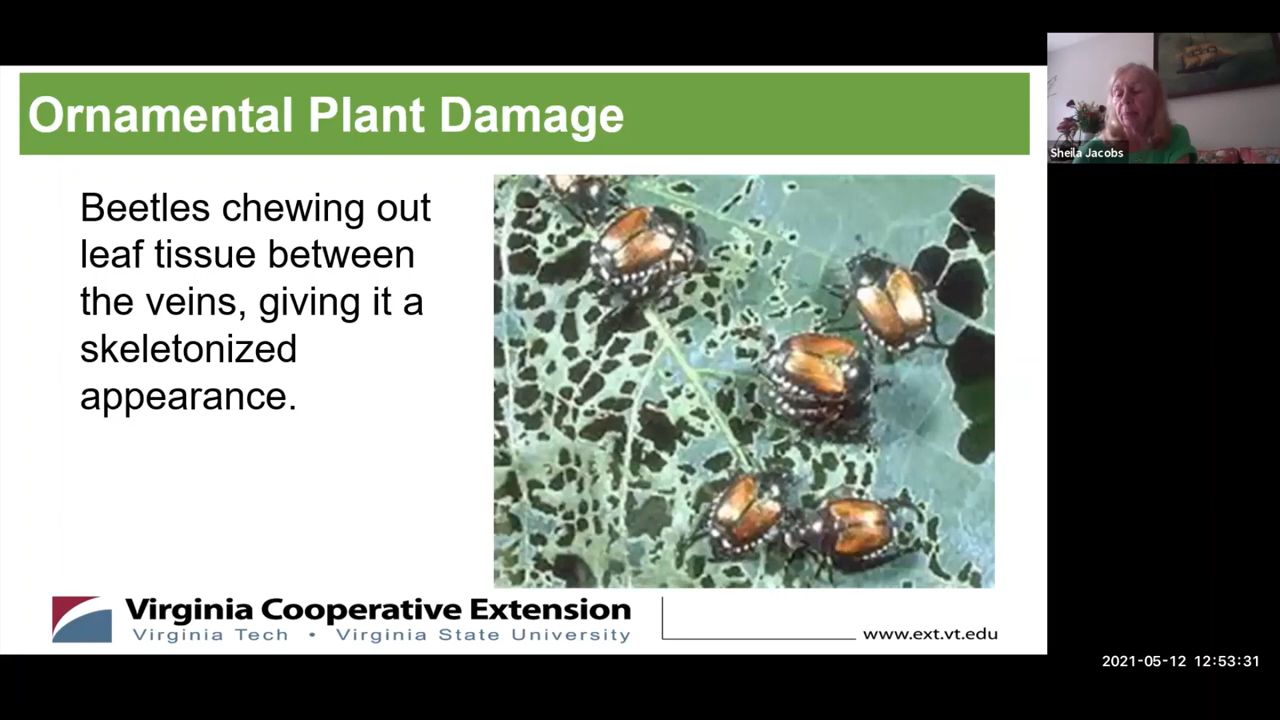 Ornamental Plant Damage
Sheila Jacobs
Beetles chewing out
leaf tissue between
the veins, giving it a
skeletonized
appearance.
Virginia Cooperative Extension
Virginia Tech • Virginia State University
www.ext.vt.edu
2021-05-12 12:53:31